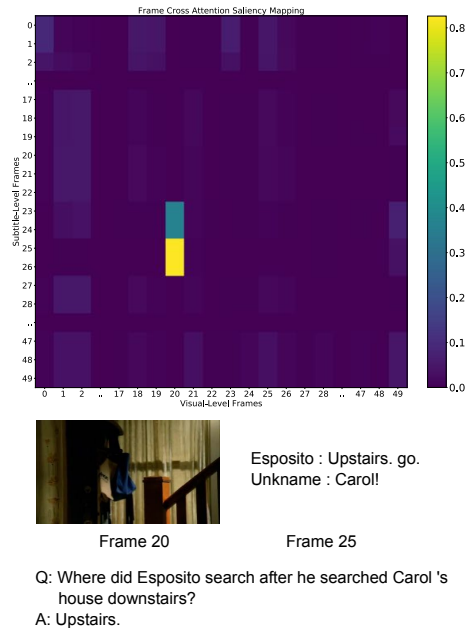 Frame Cross Attention Saliency Mapping
Subtitle-Level Frames
0
1
2
..
17
18
19
20
21
22
23
24
25
26
27
28
..
47
48
49
0 1 2 .. 17 18 19 20 21 22 23 24 25 26 27 28 .. 47 48 49
Visual-Level Frames
0.8
0.7
0.6
0.5
0.4
0.3
0.2
0.1
0.0
Esposito : Upstairs. go.
Unkname : Carol!
Frame 20 Frame 25
Q: Where did Esposito search after he searched Carol 's
house downstairs?
A: Upstairs.